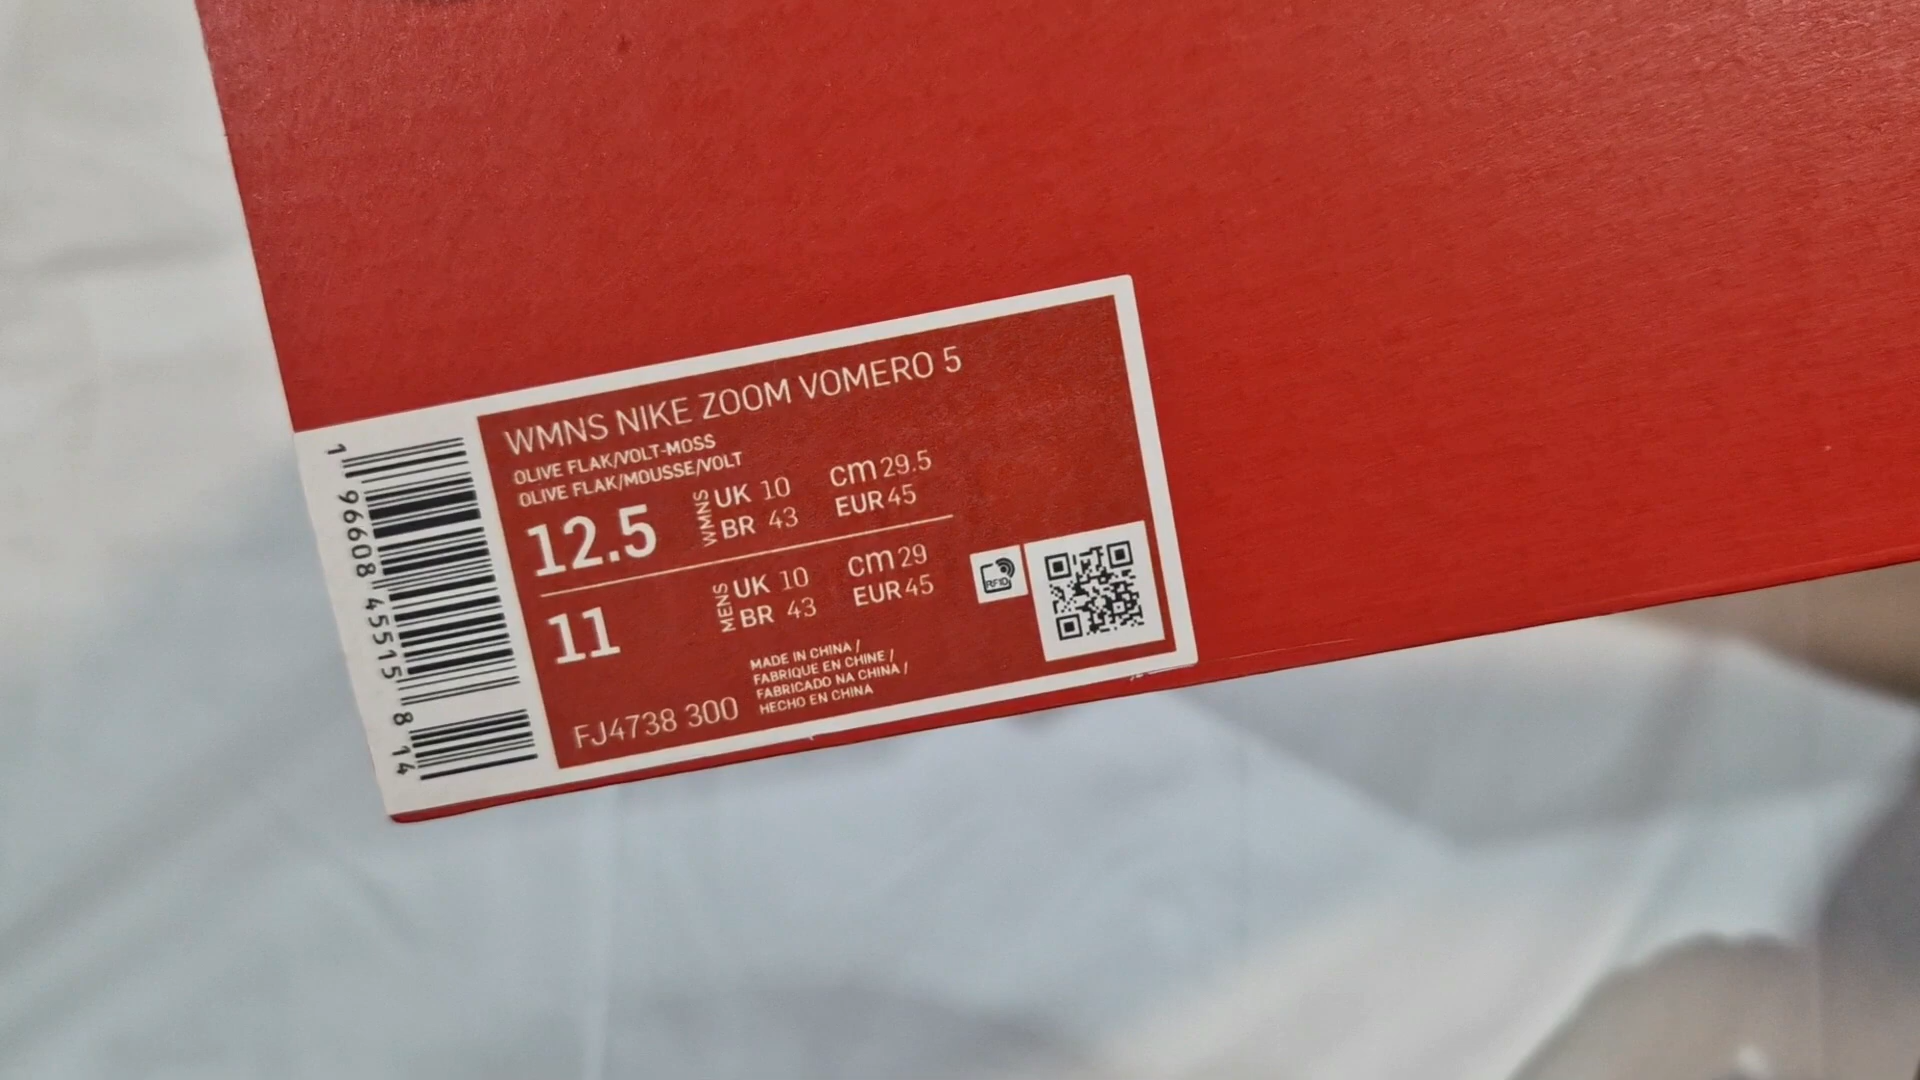 WMNS NIKE ZOOM VOMERO 5
OLIVE FLAK/VOLT-MOSS
OLIVE FLAK/MOUSSE/VOLT
12.5 WMNS UK 10 cm 29.5
BR 43 EUR 45
11 MENS UK 10 cm 29
BR 43 EUR 45
MADE IN CHINA /
FABRIQUE EN CHINE /
FABRICADO NA CHINA /
HECHO EN CHINA
FJ4738 300
RFID
1 96608 45515 8 14